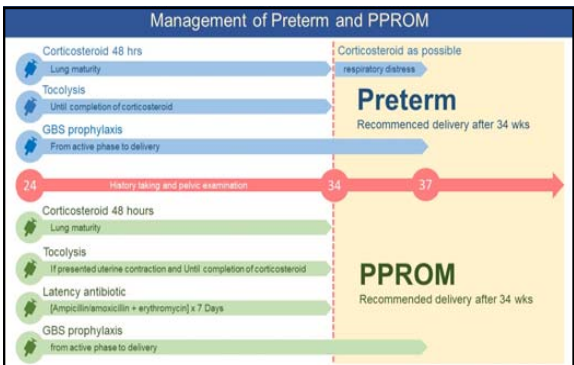 Management of Preterm and PPROM
Corticosteroid 48 hrs
Lung maturity
Corticosteroid as possible
respiratory distress
Tocolysis
Until completion of corticosteroid
Preterm
Recommenced delivery after 34 wks
GBS prophylaxis
From active phase to delivery
24
History taking and pelvic examination
34
37
Corticosteroid 48 hours
Lung maturity
Tocolysis
If presented uterine contraction and Until completion of corticosteroid
PPROM
Recommended delivery after 34 wks
Latency antibiotic
[Ampicillin/amoxicillin + erythromycin] x 7 Days
GBS prophylaxis
from active phase to delivery